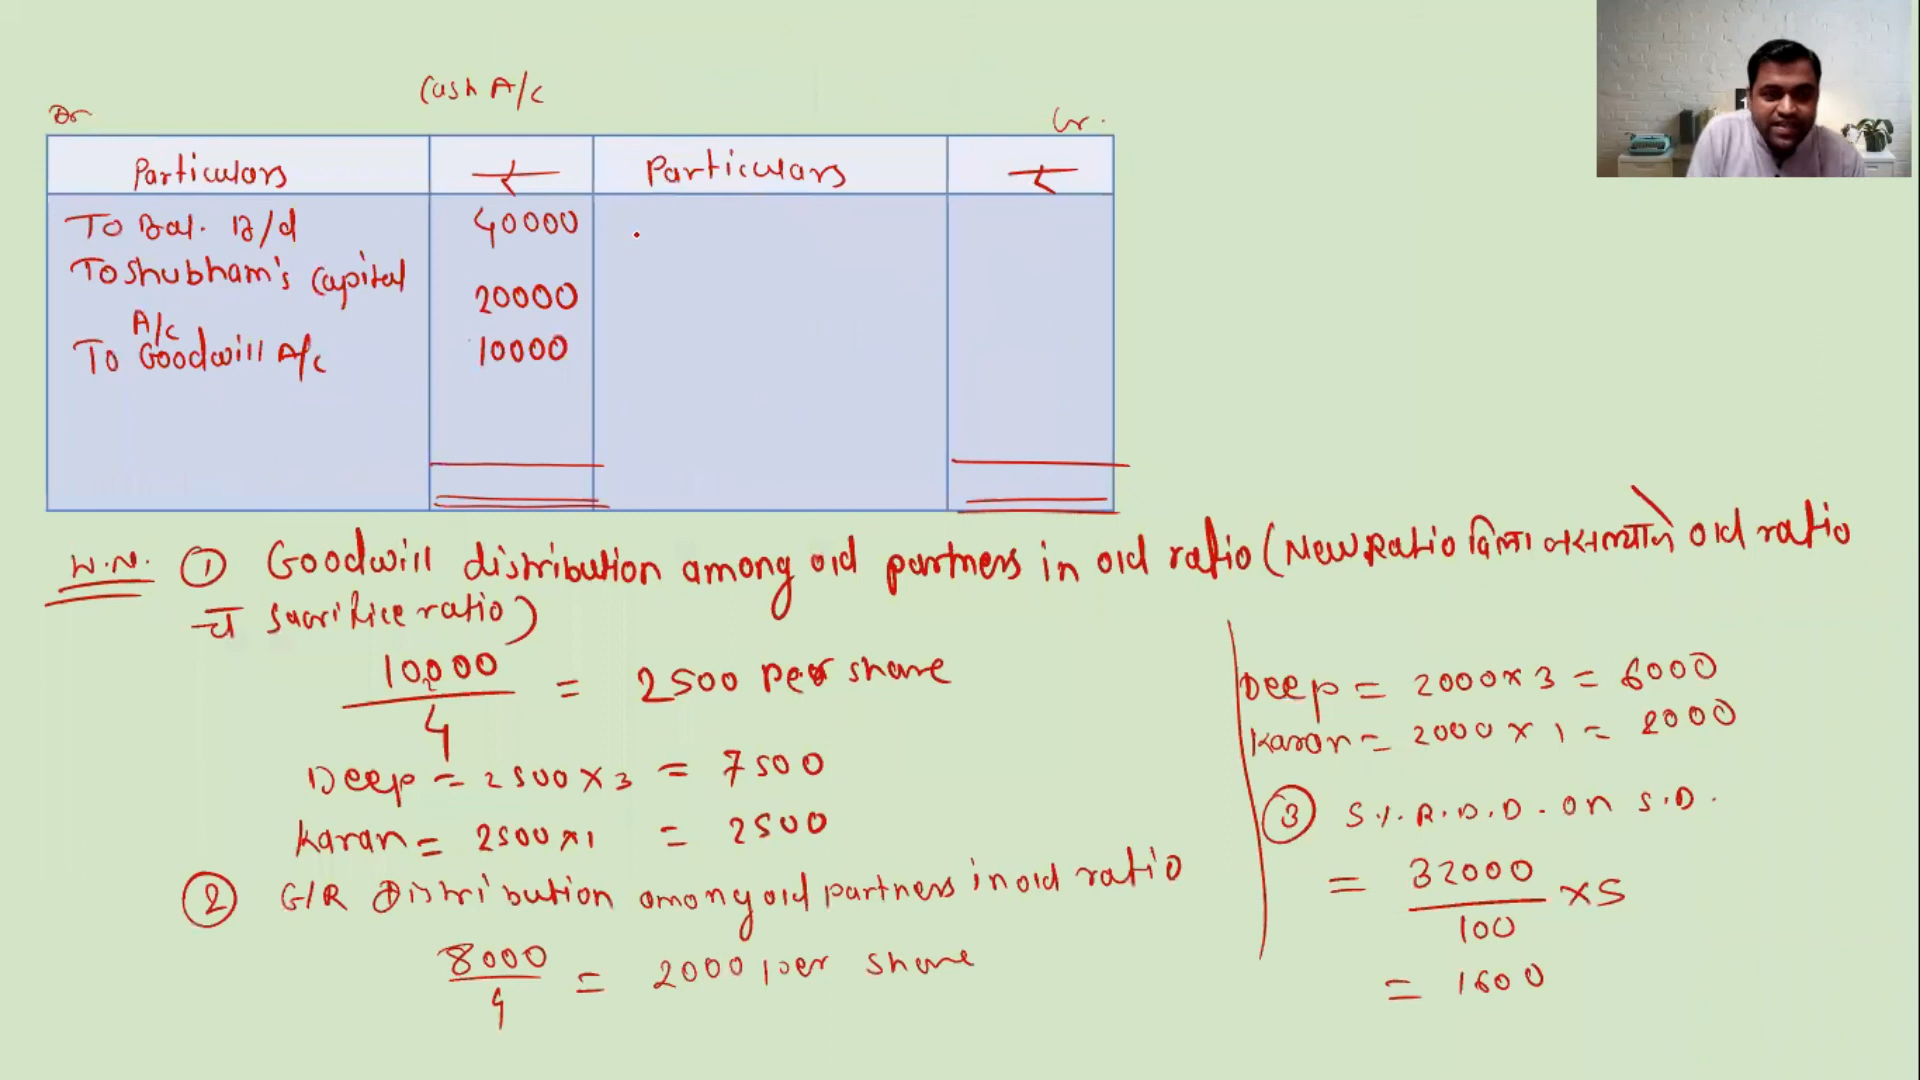 Cash A/c
Dr
Cr.
Particulars ₹ Particulars ₹
To Bal. B/d 40000
To Shubham's Capital
A/c 20000
To Goodwill A/c 10000
W.N. ① Goodwill distribution among old partners in old ratio (New Ratio दिला नसल्याने old ratio
च sacrifice ratio)
10,000
4
= 2500 per share
Deep = 2500 × 3 = 7500
Karan = 2500 × 1 = 2500
② G/R Distribution among old partners in old ratio
8000
4
= 2000 per share
Deep = 2000 × 3 = 6000
Karan = 2000 × 1 = 2000
③ 5 % R.D.D. on S.D.
= 32000
100
× 5
= 1600